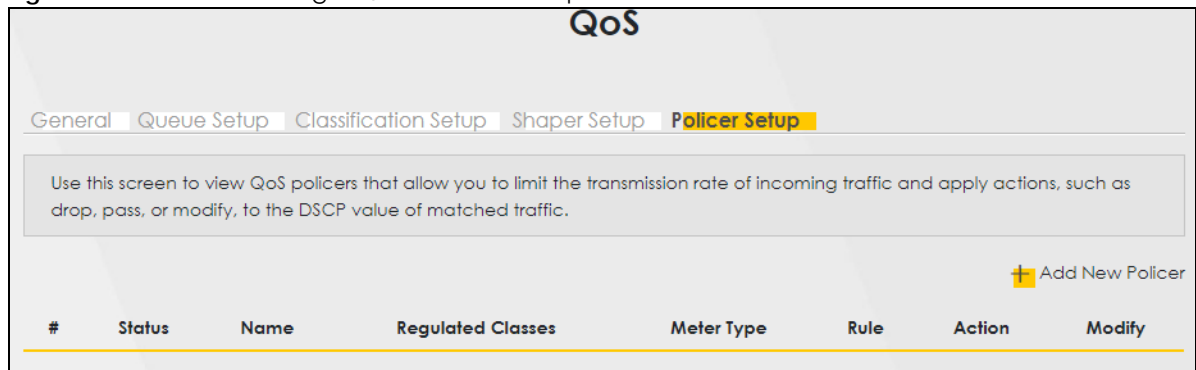 QoS
General Queue Setup Classification Setup Shaper Setup Policer Setup
Use this screen to view QoS policers that allow you to limit the transmission rate of incoming traffic and apply actions, such as
drop, pass, or modify, to the DSCP value of matched traffic.
+ Add New Policer
# Status Name Regulated Classes Meter Type Rule Action Modify